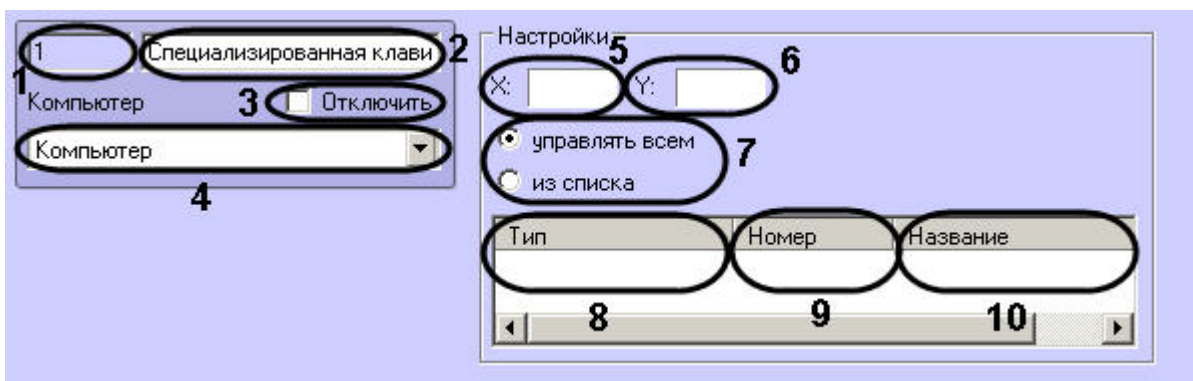 1 Специализированная клави 2
1
Компьютер 3 Отключить
Компьютер
4
Настройки
5 6
X: Y:
управлять всем
7
из списка
Тип Номер Название
8 9 10